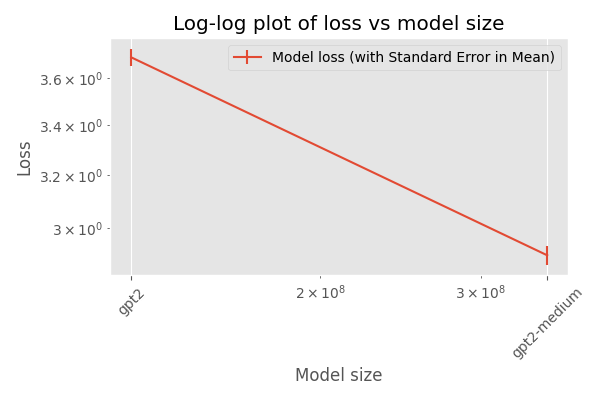 Log-log plot of loss vs model size
Model loss (with Standard Error in Mean)
3.6 × 10⁰
3.4 × 10⁰
3.2 × 10⁰
3 × 10⁰
Loss
gpt2
2 × 10⁸
3 × 10⁸
gpt2-medium
Model size